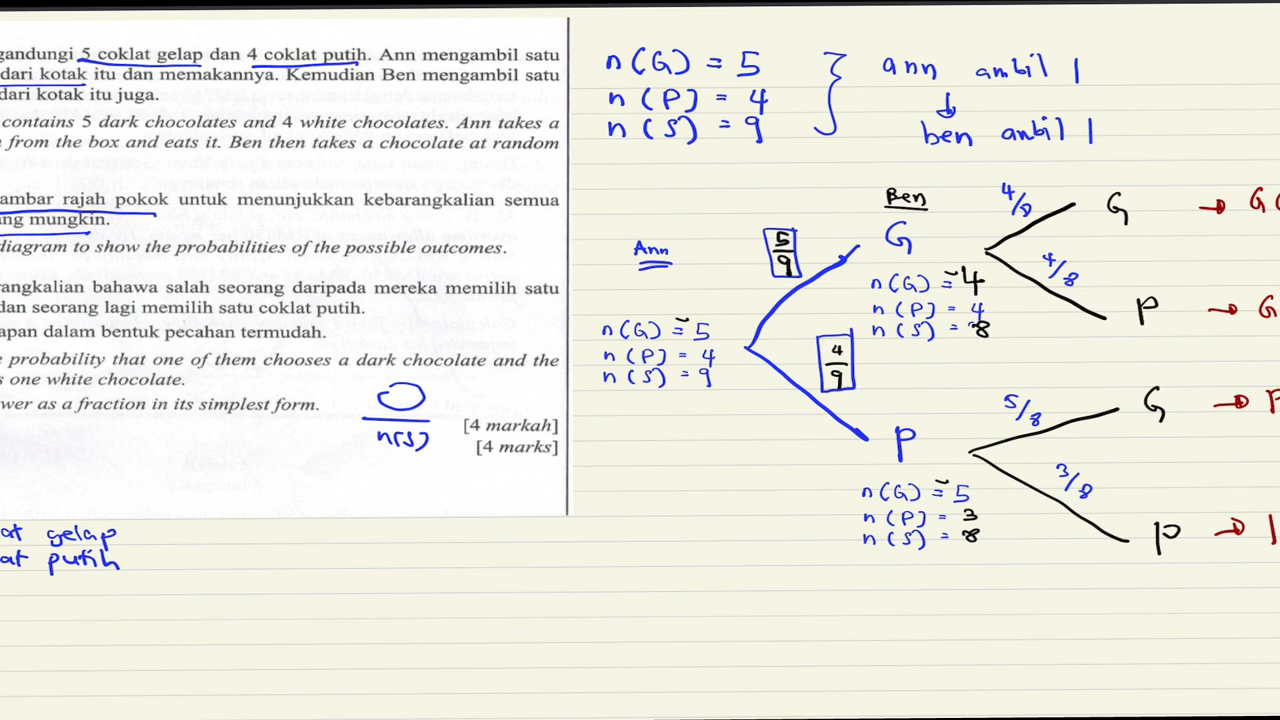 gandungi 5 coklat gelap dan 4 coklat putih. Ann mengambil satu
dari kotak itu dan memakannya. Kemudian Ben mengambil satu
dari kotak itu juga.
contains 5 dark chocolates and 4 white chocolates. Ann takes a
from the box and eats it. Ben then takes a chocolate at random
ambar rajah pokok untuk menunjukkan kebarangkalian semua
ng mungkin.
diagram to show the probabilities of the possible outcomes.
rangkalian bahawa salah seorang daripada mereka memilih satu
dan seorang lagi memilih satu coklat putih.
apan dalam bentuk pecahan termudah.
probability that one of them chooses a dark chocolate and the
s one white chocolate.
wer as a fraction in its simplest form.
n(S)
[4 markah]
[4 marks]
at gelap
at putih
n(G) = 5
n(P) = 4
n(S) = 9
ann ambil 1
ben ambil 1
Ann
n(G) = 5
n(P) = 4
n(S) = 9
5/9
4/9
Ben
G
n(G) = 4
n(P) = 4
n(S) = 8
4/8
G
→ G
4/8
P
→ G
P
n(G) = 5
n(P) = 3
n(S) = 8
5/8
G
→ P
3/8
P
→